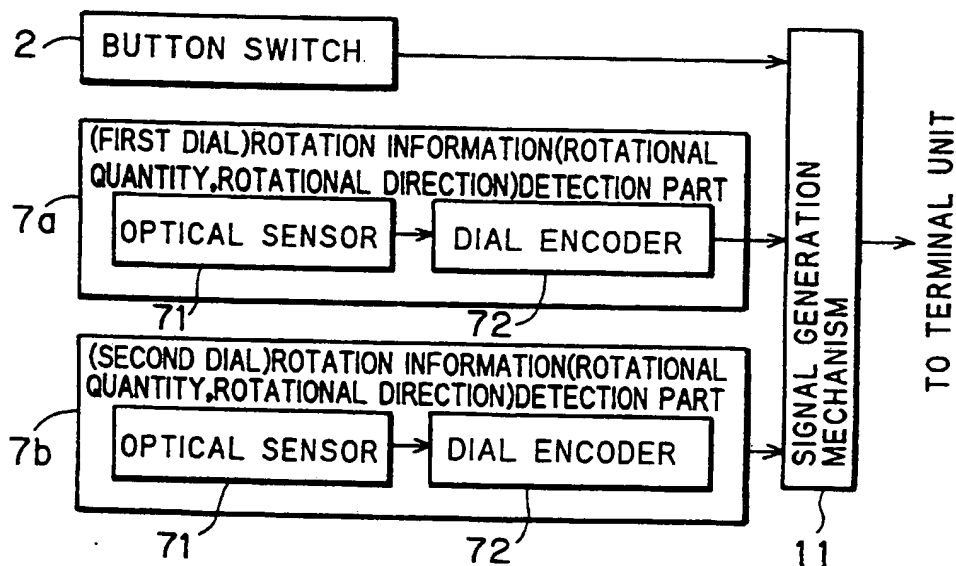 2
BUTTON SWITCH
(FIRST DIAL)ROTATION INFORMATION(ROTATIONAL
QUANTITY,ROTATIONAL DIRECTION)DETECTION PART
7a
OPTICAL SENSOR
DIAL ENCODER
71
72
(SECOND DIAL)ROTATION INFORMATION(ROTATIONAL
QUANTITY,ROTATIONAL DIRECTION)DETECTION PART
7b
OPTICAL SENSOR
DIAL ENCODER
71
72
SIGNAL GENERATION
MECHANISM
11
TO TERMINAL UNIT